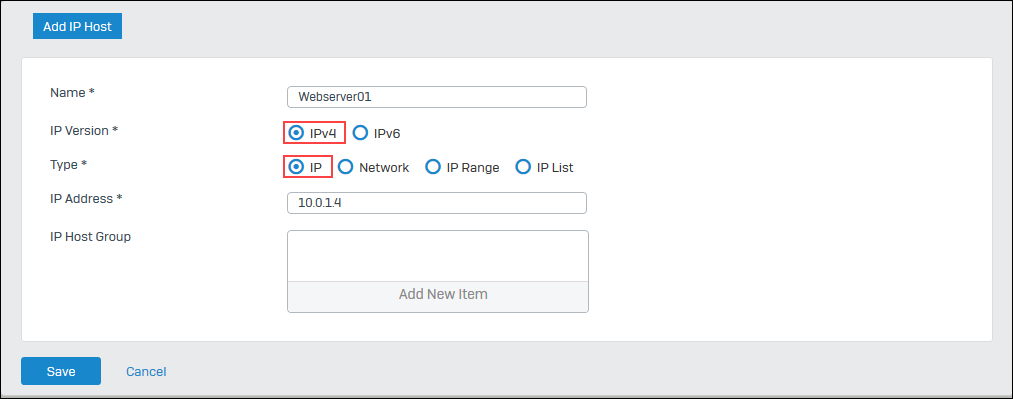 Add IP Host
Name *
Webserver01
IP Version *
IPv4 IPv6
Type *
IP Network IP Range IP List
IP Address *
10.0.1.4
IP Host Group
Add New Item
Save Cancel